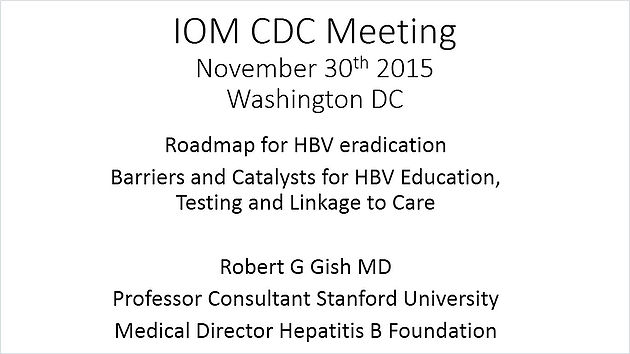 IOM CDC Meeting
November 30th 2015
Washington DC
Roadmap for HBV eradication
Barriers and Catalysts for HBV Education,
Testing and Linkage to Care
Robert G Gish MD
Professor Consultant Stanford University
Medical Director Hepatitis B Foundation